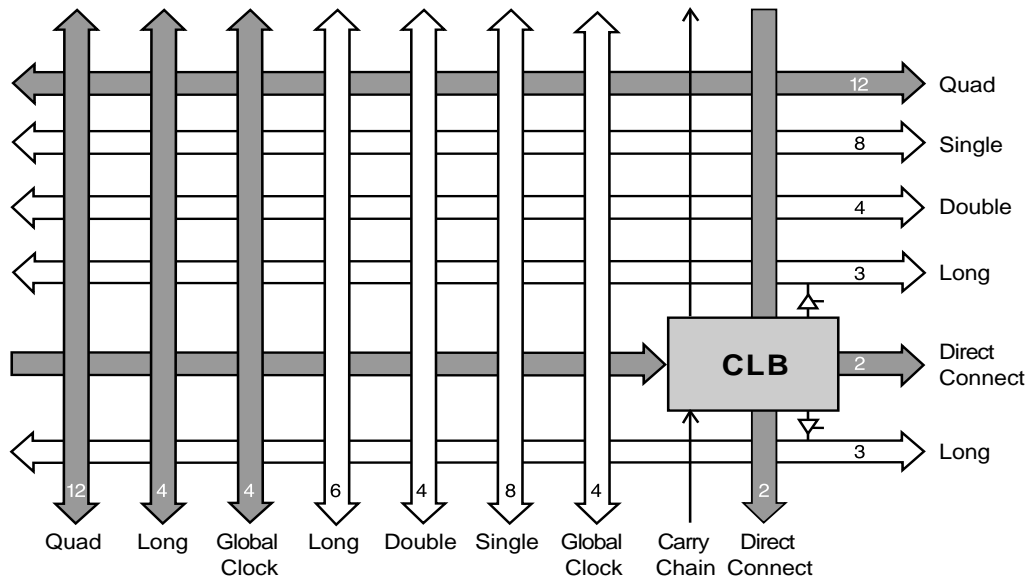 12 Quad
8 Single
4 Double
3 Long
CLB
2 Direct
Connect
3 Long
12 4 4 6 4 8 4 2
Quad Long Global Long Double Single Global Carry Direct
Clock Clock Chain Connect